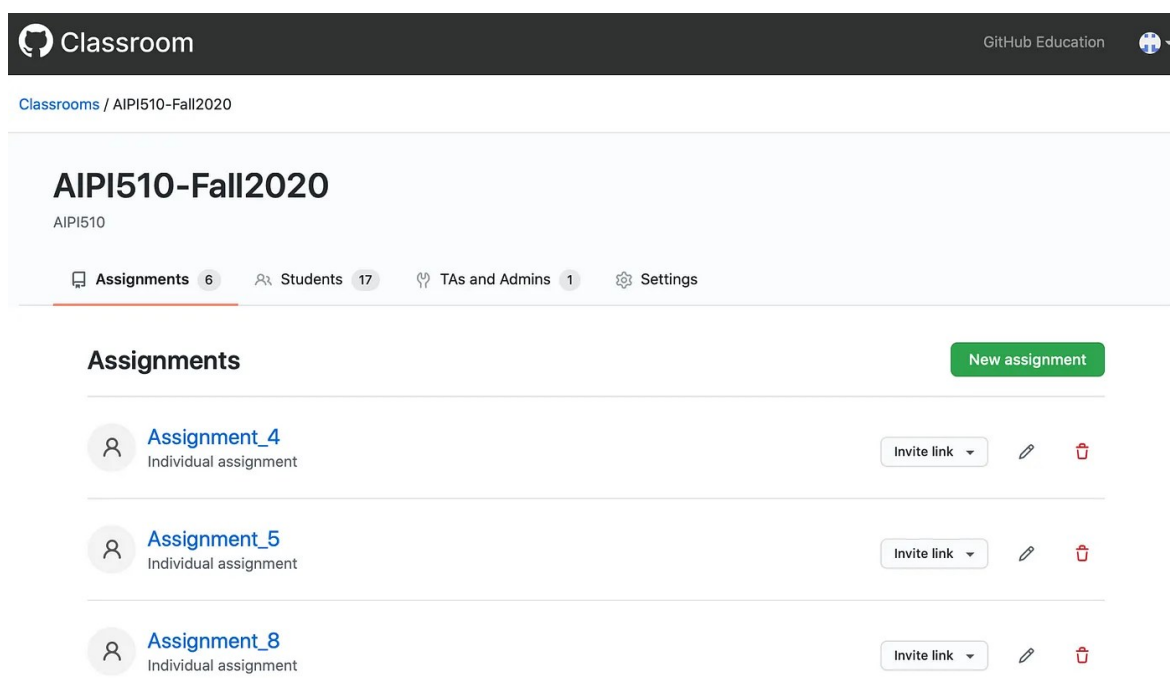 Classroom GitHub Education
Classrooms / AIPI510-Fall2020
AIPI510-Fall2020
AIPI510
Assignments 6 Students 17 TAs and Admins 1 Settings
Assignments New assignment
Assignment_4
Individual assignment
Invite link
Assignment_5
Individual assignment
Invite link
Assignment_8
Individual assignment
Invite link